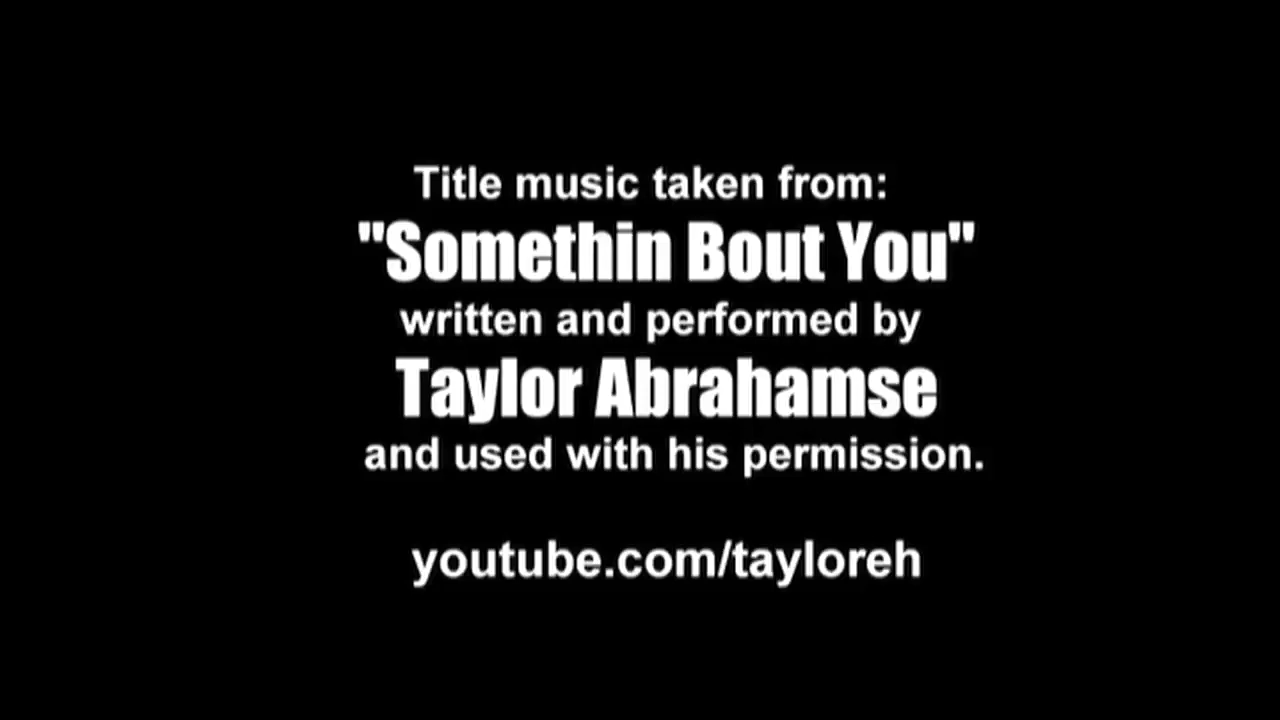 Title music taken from:
"Somethin Bout You"
written and performed by
Taylor Abrahamse
and used with his permission.
youtube.com/tayloreh